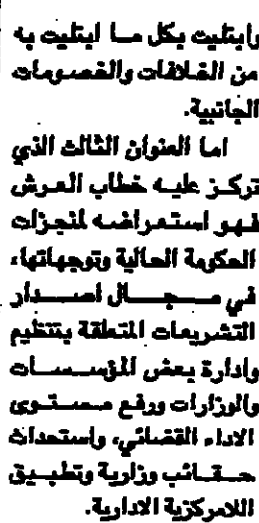 وابتليت بكل ما ابتليت به
من الخلافات والخصومات
الجانبية.
اما العنوان الثالث الذي
تركز عليه خطاب العرش
فهو استعراضه لمنجزات
الحكومة الحالية وتوجهاتها،
في مجال اصدار
التشريعات المتعلقة بتنظيم
وادارة بعض المؤسسات
والوزارات ورفع مستوى
الاداء القضائي، واستحداث
حقائب وزارية وتطبيق
اللامركزية الادارية.